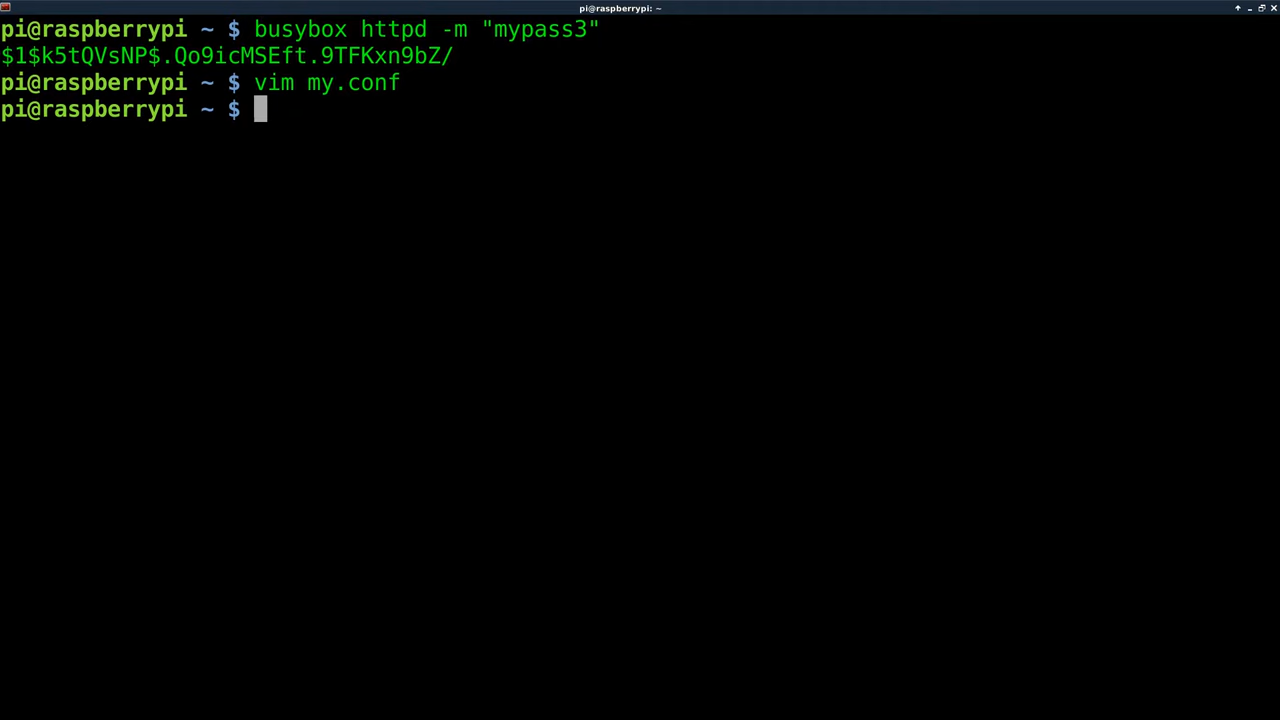 pi@raspberrypi: ~
pi@raspberrypi ~ $ busybox httpd -m "mypass3"
$1$k5tQVsNP$.Qo9icMSEft.9TFKxn9bZ/
pi@raspberrypi ~ $ vim my.conf
pi@raspberrypi ~ $